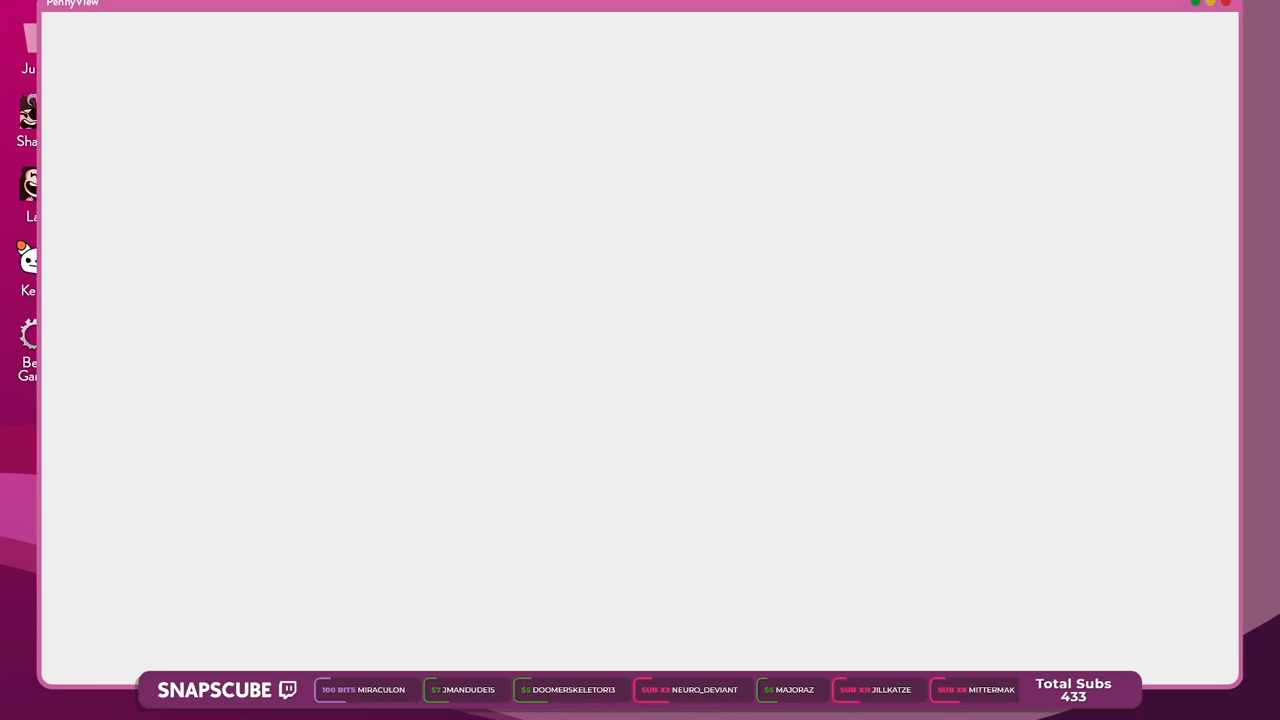 PennyView
Ju
Sha
La
Ke
Be
Gar
SNAPSCUBE
100 BITS MIRACULON
$7 JMANDUDE15
$5 DOOMERSKELETOR13
SUB X3 NEURO_DEVIANT
$5 MAJORAZ
SUB X11 JILLKATZE
SUB X8 MITTERMAK
Total Subs
433